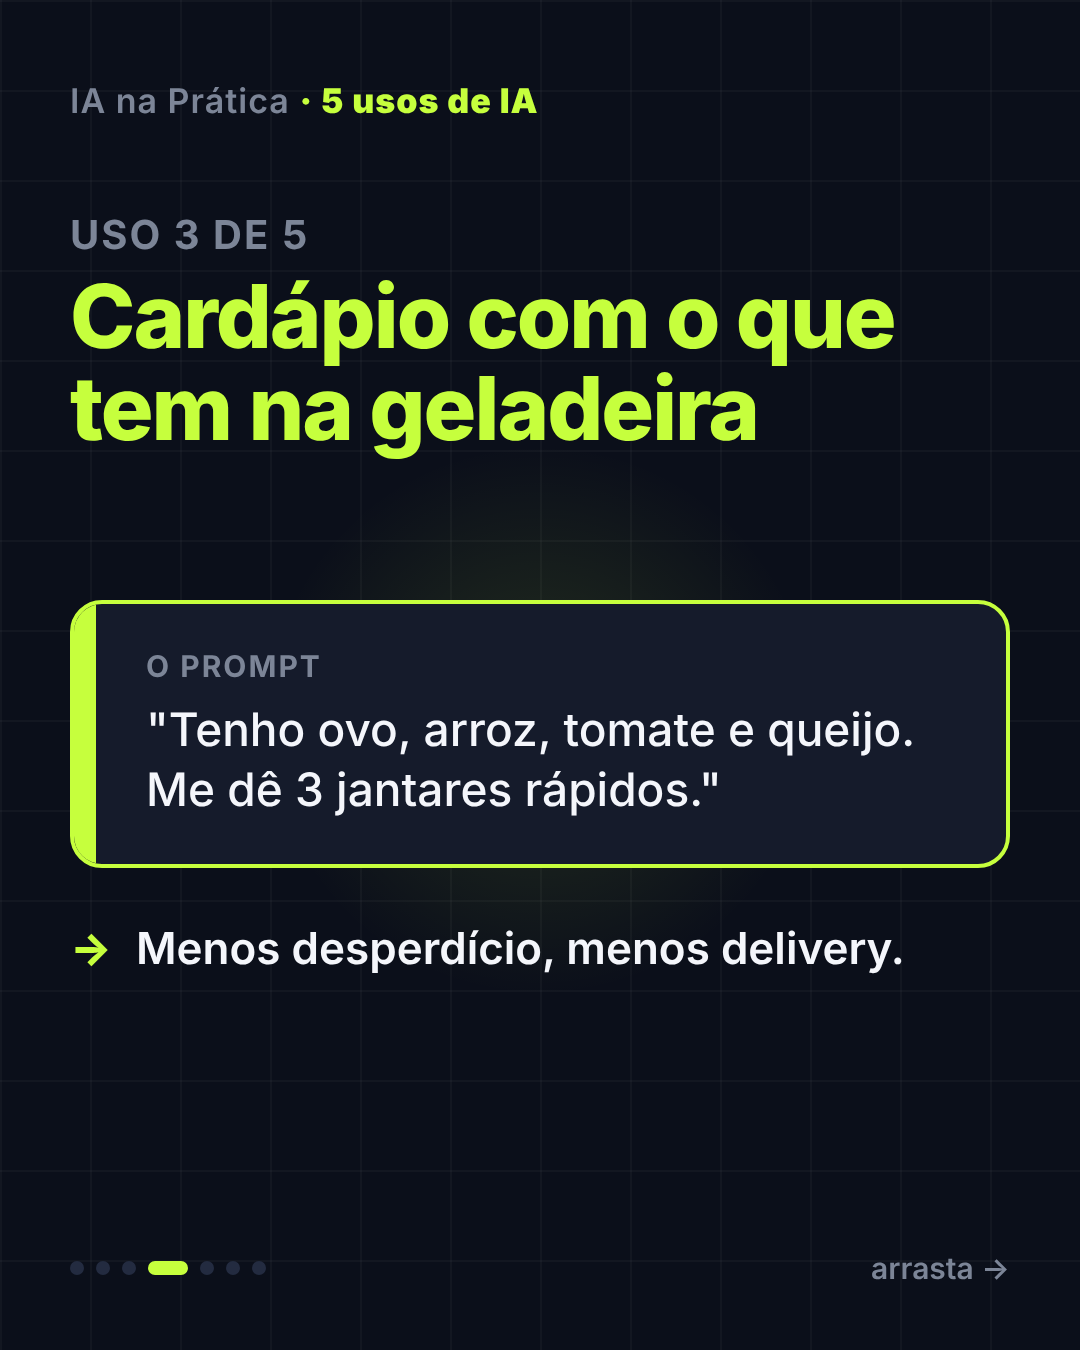 IA na Prática · 5 usos de IA
USO 3 DE 5
Cardápio com o que
tem na geladeira
O PROMPT
"Tenho ovo, arroz, tomate e queijo.
Me dê 3 jantares rápidos."
→ Menos desperdício, menos delivery.
arrasta →